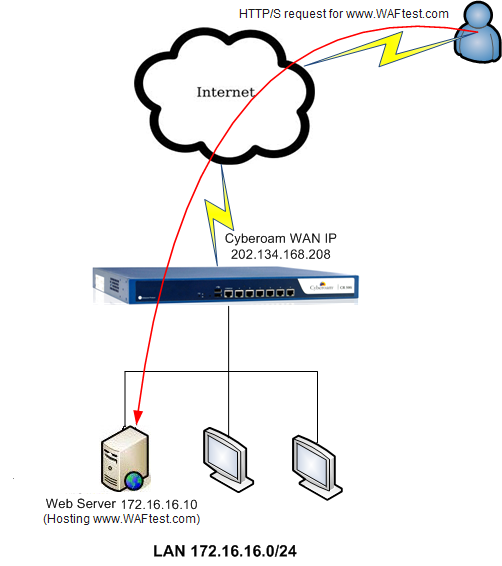 HTTP/S request for www.WAFtest.com
Internet
Cyberoam WAN IP
202.134.168.208
Cyberoam
Web Server 172.16.16.10
(Hosting www.WAFtest.com)
LAN 172.16.16.0/24